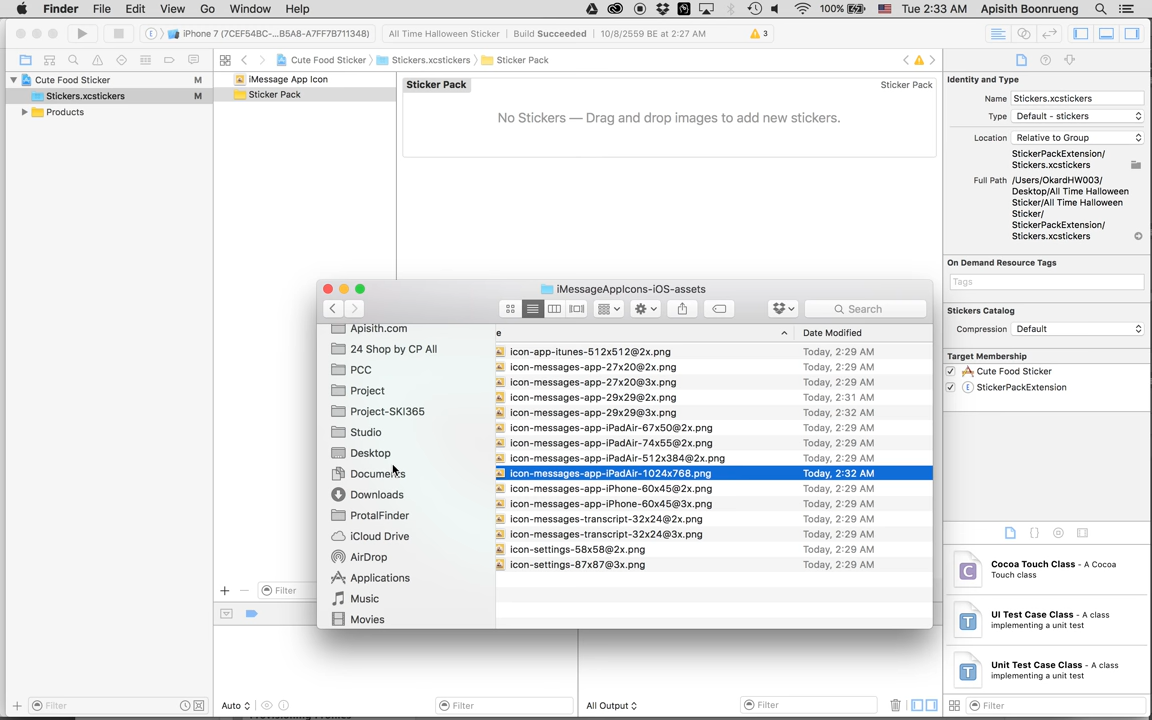 Finder File Edit View Go Window Help 100% Tue 2:33 AM Apisith Boonrueng
iPhone 7 (7CEF54BC-...B5A8-A7FF7B711348) All Time Halloween Sticker | Build Succeeded | 10/8/2559 BE at 2:27 AM 3
Cute Food Sticker Stickers.xcstickers Sticker Pack
Cute Food Sticker M
Stickers.xcstickers M
Products
iMessage App Icon
Sticker Pack
Sticker Pack Sticker Pack
No Stickers — Drag and drop images to add new stickers.
Identity and Type
Name Stickers.xcstickers
Type Default - stickers
Location Relative to Group
StickerPackExtension/
Stickers.xcstickers
Full Path /Users/OkardHW003/
Desktop/All Time Halloween
Sticker/All Time Halloween
Sticker/
StickerPackExtension/
Stickers.xcstickers
On Demand Resource Tags
Tags
Stickers Catalog
Compression Default
Target Membership
Cute Food Sticker
StickerPackExtension
iMessageAppIcons-iOS-assets
Search
Apisith.com
24 Shop by CP All
PCC
Project
Project-SKI365
Studio
Desktop
Documents
Downloads
ProtalFinder
iCloud Drive
AirDrop
Applications
Music
Movies
e Date Modified
icon-app-itunes-512x512@2x.png Today, 2:29 AM
icon-messages-app-27x20@2x.png Today, 2:29 AM
icon-messages-app-27x20@3x.png Today, 2:29 AM
icon-messages-app-29x29@2x.png Today, 2:31 AM
icon-messages-app-29x29@3x.png Today, 2:32 AM
icon-messages-app-iPadAir-67x50@2x.png Today, 2:29 AM
icon-messages-app-iPadAir-74x55@2x.png Today, 2:29 AM
icon-messages-app-iPadAir-512x384@2x.png Today, 2:29 AM
icon-messages-app-iPadAir-1024x768.png Today, 2:32 AM
icon-messages-app-iPhone-60x45@2x.png Today, 2:29 AM
icon-messages-app-iPhone-60x45@3x.png Today, 2:29 AM
icon-messages-transcript-32x24@2x.png Today, 2:29 AM
icon-messages-transcript-32x24@3x.png Today, 2:29 AM
icon-settings-58x58@2x.png Today, 2:29 AM
icon-settings-87x87@3x.png Today, 2:29 AM
Filter
C Cocoa Touch Class - A Cocoa
Touch class
T UI Test Case Class - A class
implementing a unit test
T Unit Test Case Class - A class
implementing a unit test
Filter
Auto
Filter
All Output
Filter
Filter